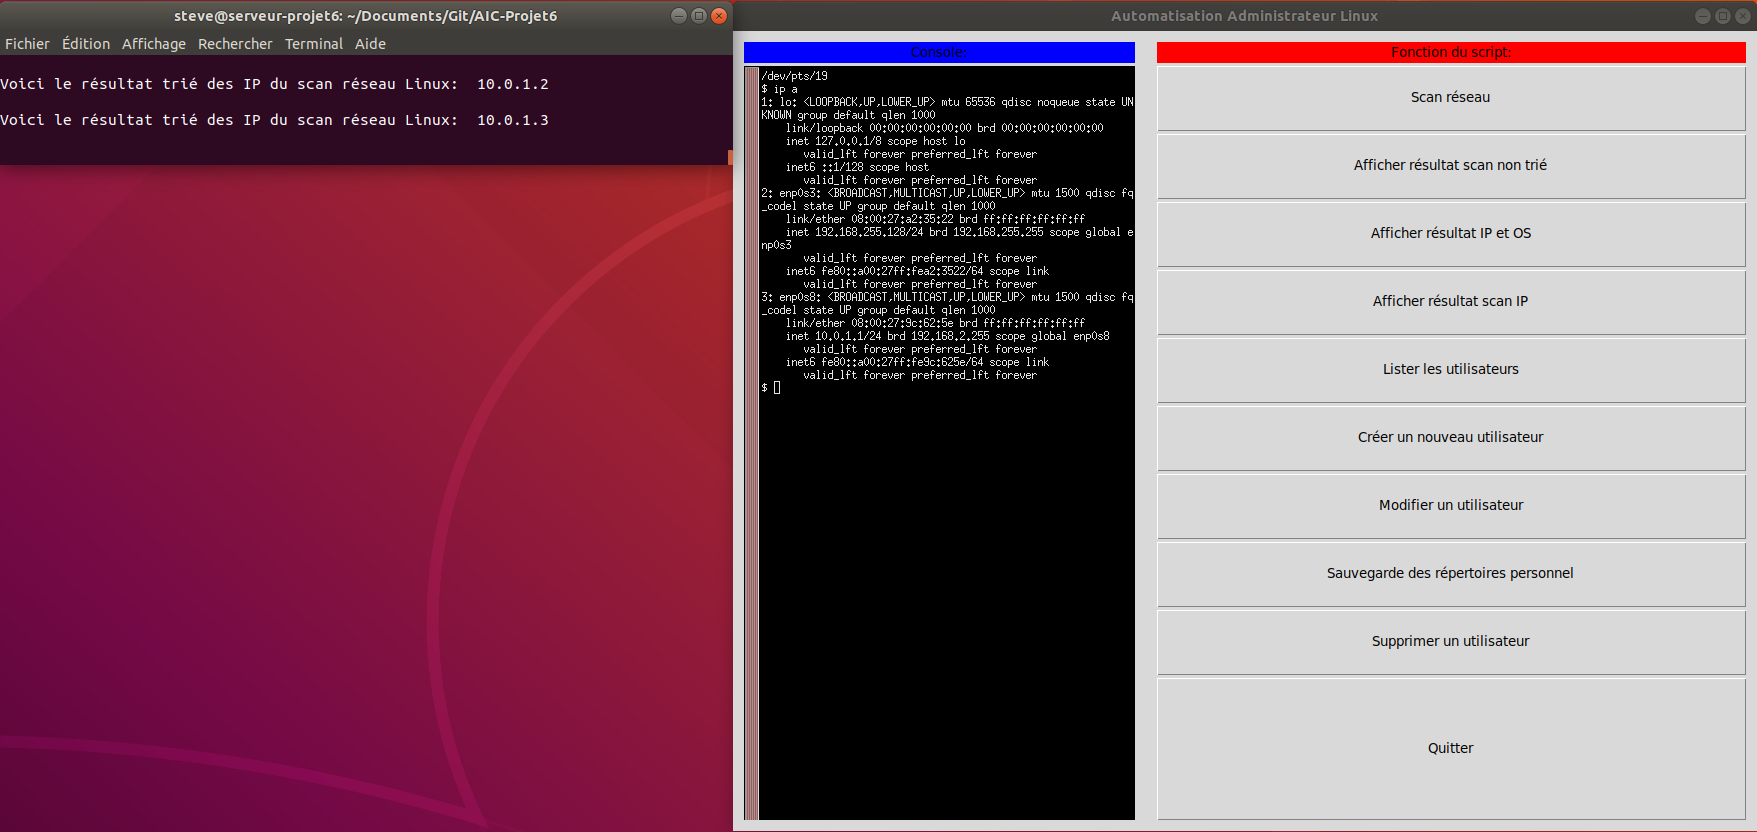 steve@serveur-projet6: ~/Documents/Git/AIC-Projet6
Fichier Édition Affichage Rechercher Terminal Aide
Voici le résultat trié des IP du scan réseau Linux:  10.0.1.2
Voici le résultat trié des IP du scan réseau Linux:  10.0.1.3
Automatisation Administrateur Linux
Console:
/dev/pts/19
$ ip a
1: lo: <LOOPBACK,UP,LOWER_UP> mtu 65536 qdisc noqueue state UN
KNOWN group default qlen 1000
    link/loopback 00:00:00:00:00:00 brd 00:00:00:00:00:00
    inet 127.0.0.1/8 scope host lo
       valid_lft forever preferred_lft forever
    inet6 ::1/128 scope host
       valid_lft forever preferred_lft forever
2: enp0s3: <BROADCAST,MULTICAST,UP,LOWER_UP> mtu 1500 qdisc fq
_codel state UP group default qlen 1000
    link/ether 08:00:27:a2:35:22 brd ff:ff:ff:ff:ff:ff
    inet 192.168.255.128/24 brd 192.168.255.255 scope global e
np0s3
       valid_lft forever preferred_lft forever
    inet6 fe80::a00:27ff:fea2:3522/64 scope link
       valid_lft forever preferred_lft forever
3: enp0s8: <BROADCAST,MULTICAST,UP,LOWER_UP> mtu 1500 qdisc fq
_codel state UP group default qlen 1000
    link/ether 08:00:27:9c:62:5e brd ff:ff:ff:ff:ff:ff
    inet 10.0.1.1/24 brd 192.168.2.255 scope global enp0s8
       valid_lft forever preferred_lft forever
    inet6 fe80::a00:27ff:fe9c:625e/64 scope link
       valid_lft forever preferred_lft forever
$
Fonction du script:
Scan réseau
Afficher résultat scan non trié
Afficher résultat IP et OS
Afficher résultat scan IP
Lister les utilisateurs
Créer un nouveau utilisateur
Modifier un utilisateur
Sauvegarde des répertoires personnel
Supprimer un utilisateur
Quitter